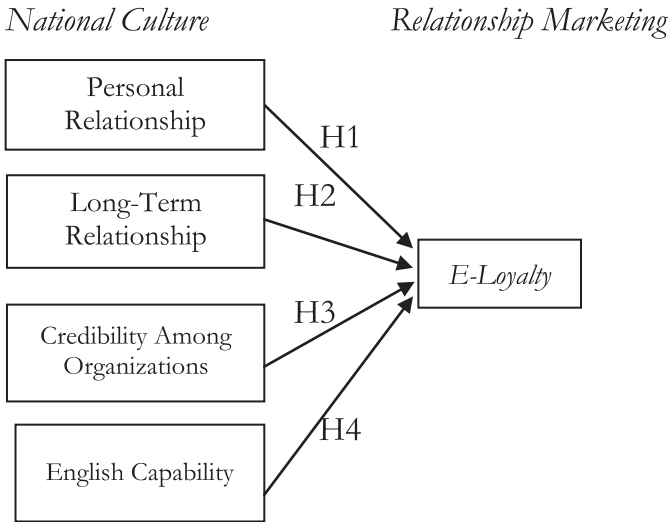 National Culture
Relationship Marketing
Personal
Relationship
H1
Long-Term
Relationship
H2
E-Loyalty
Credibility Among
Organizations
H3
English Capability
H4